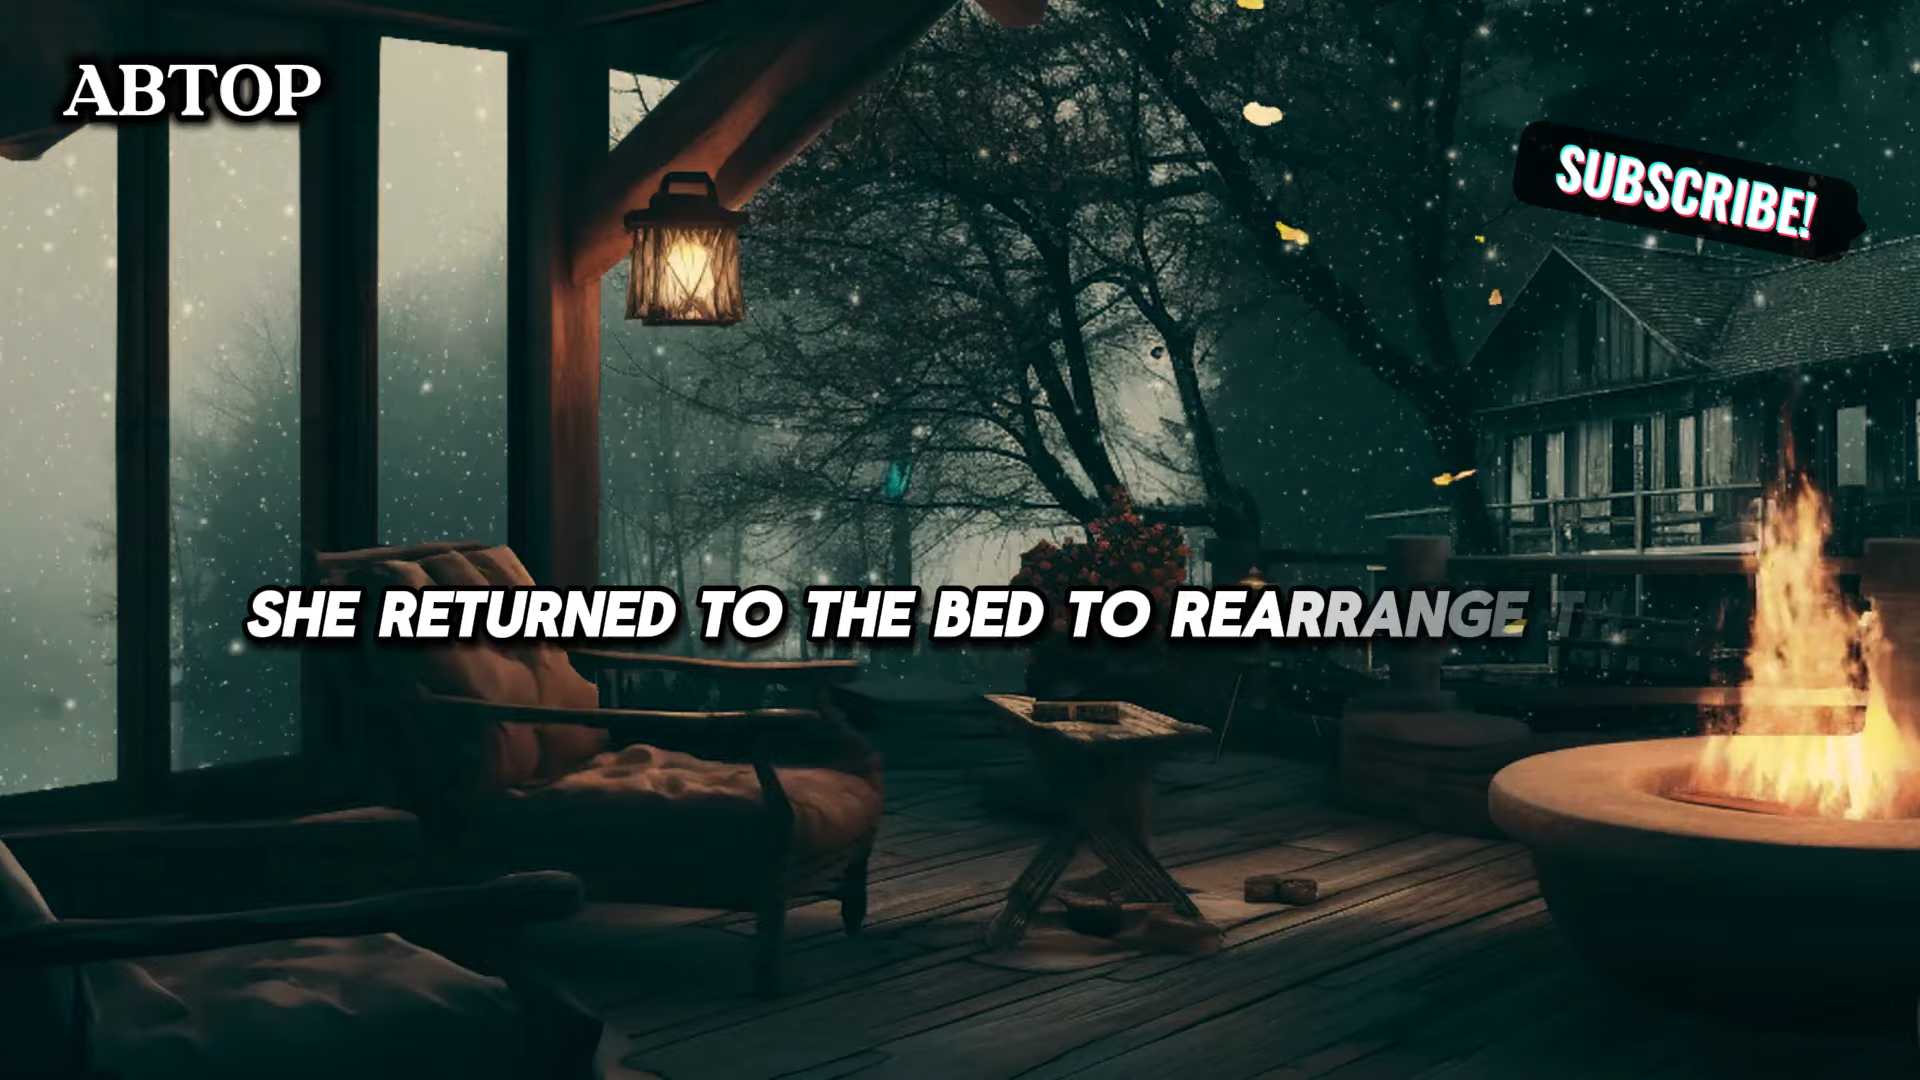 ABTOP
SUBSCRIBE!
SHE RETURNED TO THE BED TO REARRANGE